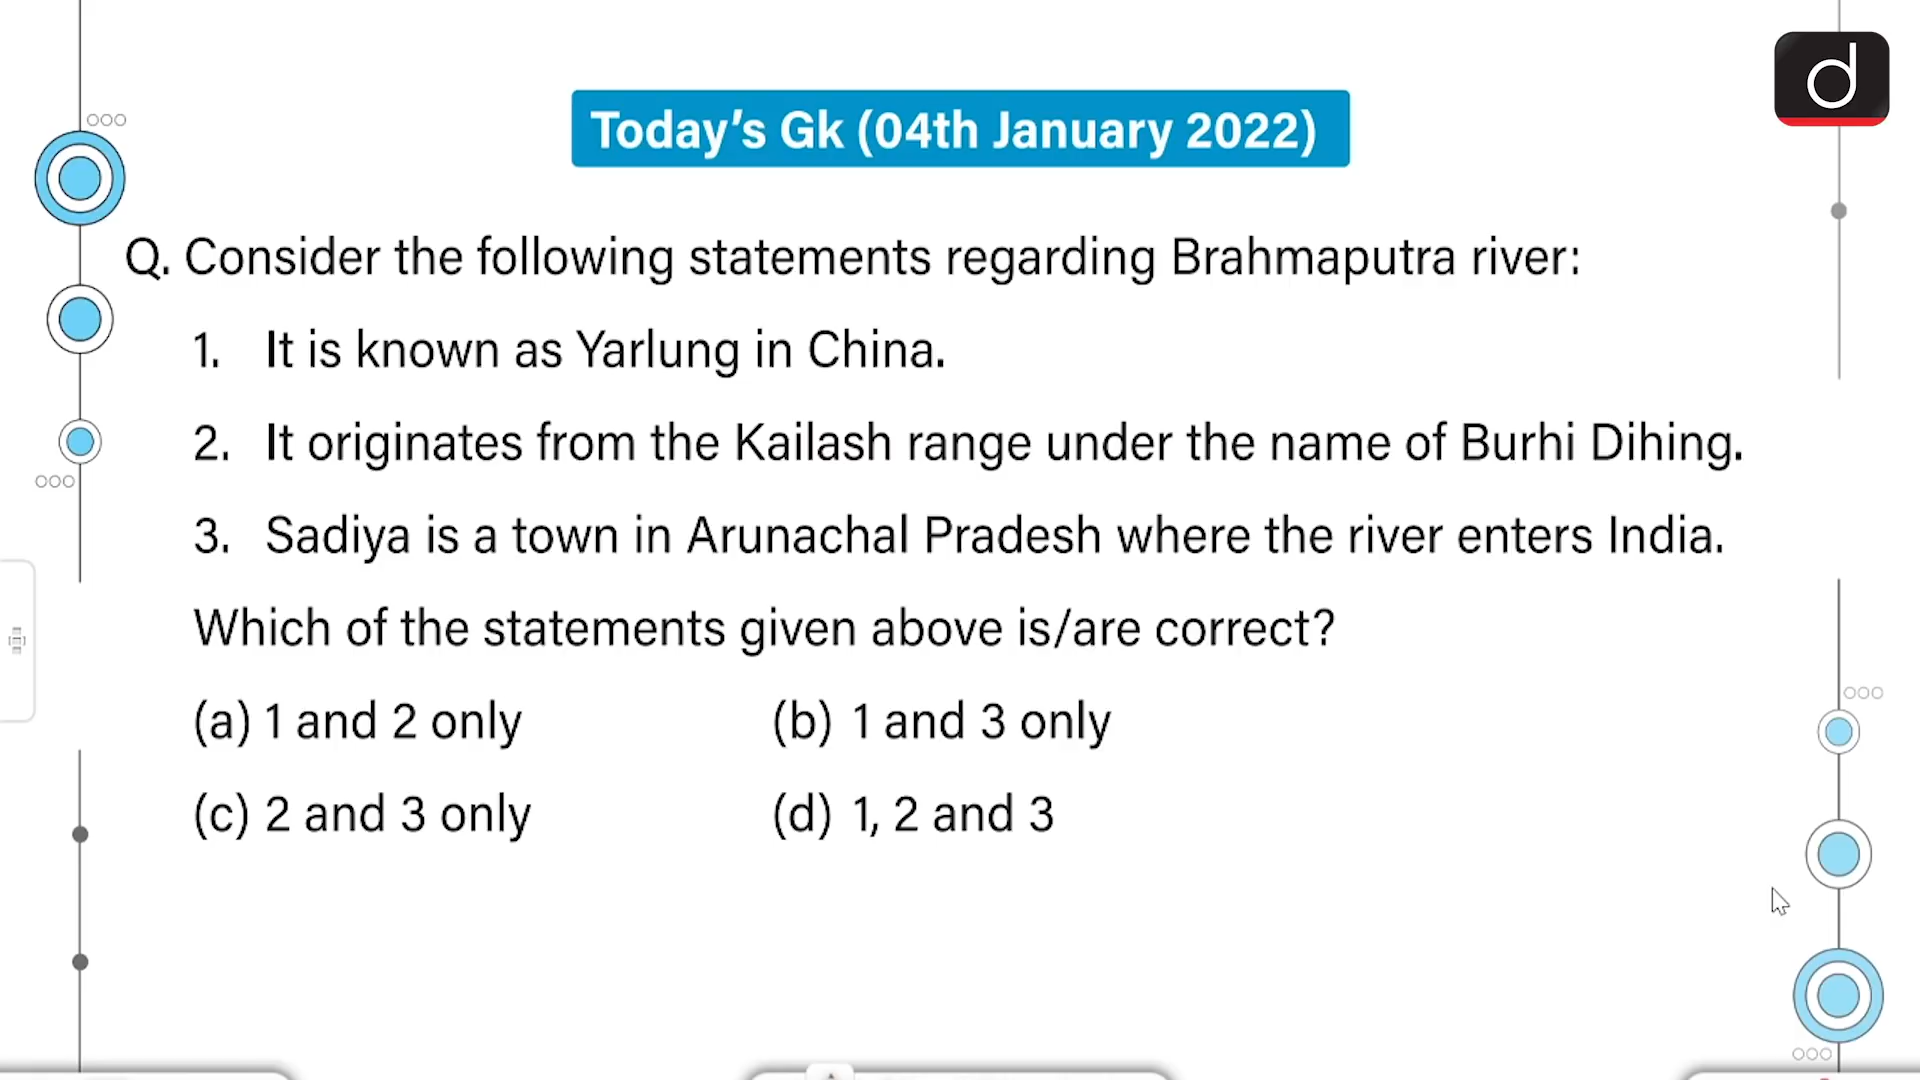 d
Today's Gk (04th January 2022)
Q. Consider the following statements regarding Brahmaputra river:
1. It is known as Yarlung in China.
2. It originates from the Kailash range under the name of Burhi Dihing.
3. Sadiya is a town in Arunachal Pradesh where the river enters India.
Which of the statements given above is/are correct?
(a) 1 and 2 only (b) 1 and 3 only
(c) 2 and 3 only (d) 1, 2 and 3